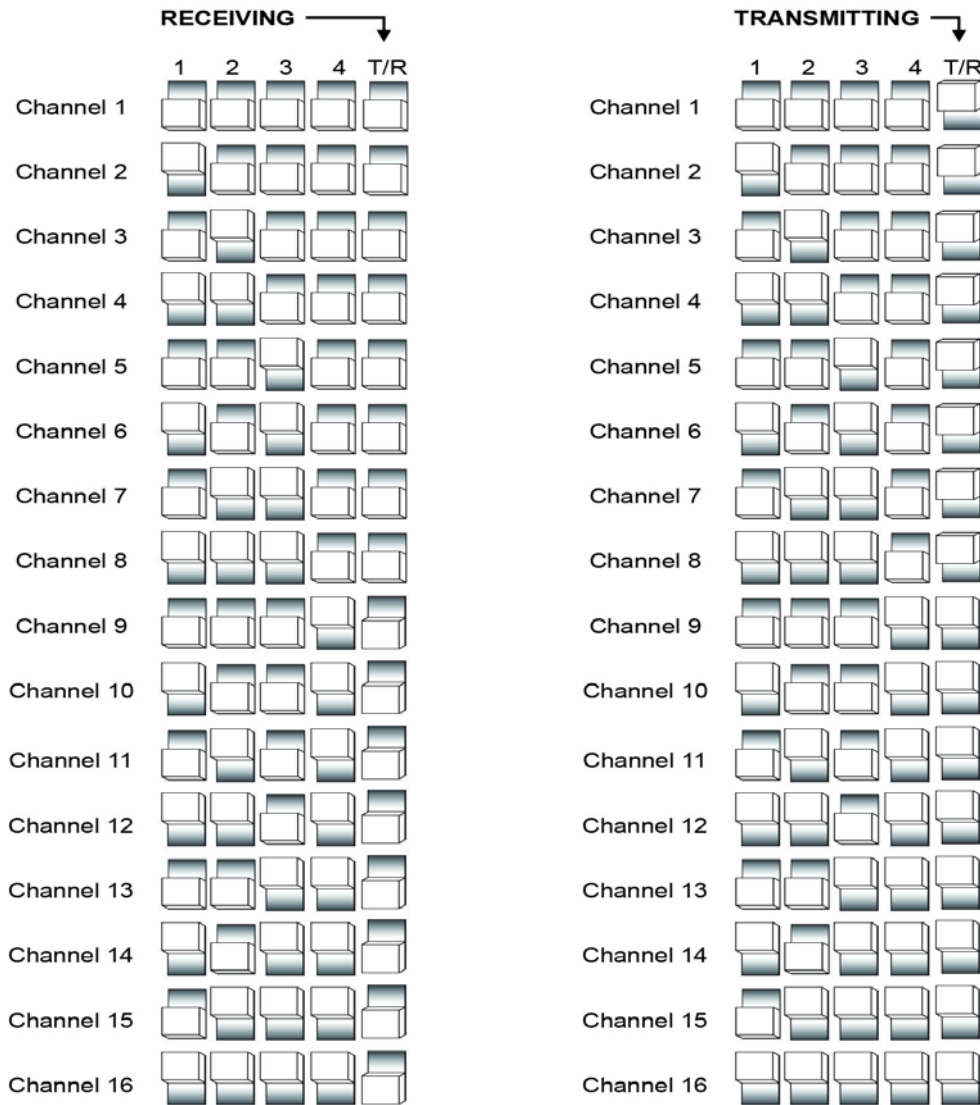 RECEIVING TRANSMITTING
1 2 3 4 T/R 1 2 3 4 T/R
Channel 1 Channel 1
Channel 2 Channel 2
Channel 3 Channel 3
Channel 4 Channel 4
Channel 5 Channel 5
Channel 6 Channel 6
Channel 7 Channel 7
Channel 8 Channel 8
Channel 9 Channel 9
Channel 10 Channel 10
Channel 11 Channel 11
Channel 12 Channel 12
Channel 13 Channel 13
Channel 14 Channel 14
Channel 15 Channel 15
Channel 16 Channel 16